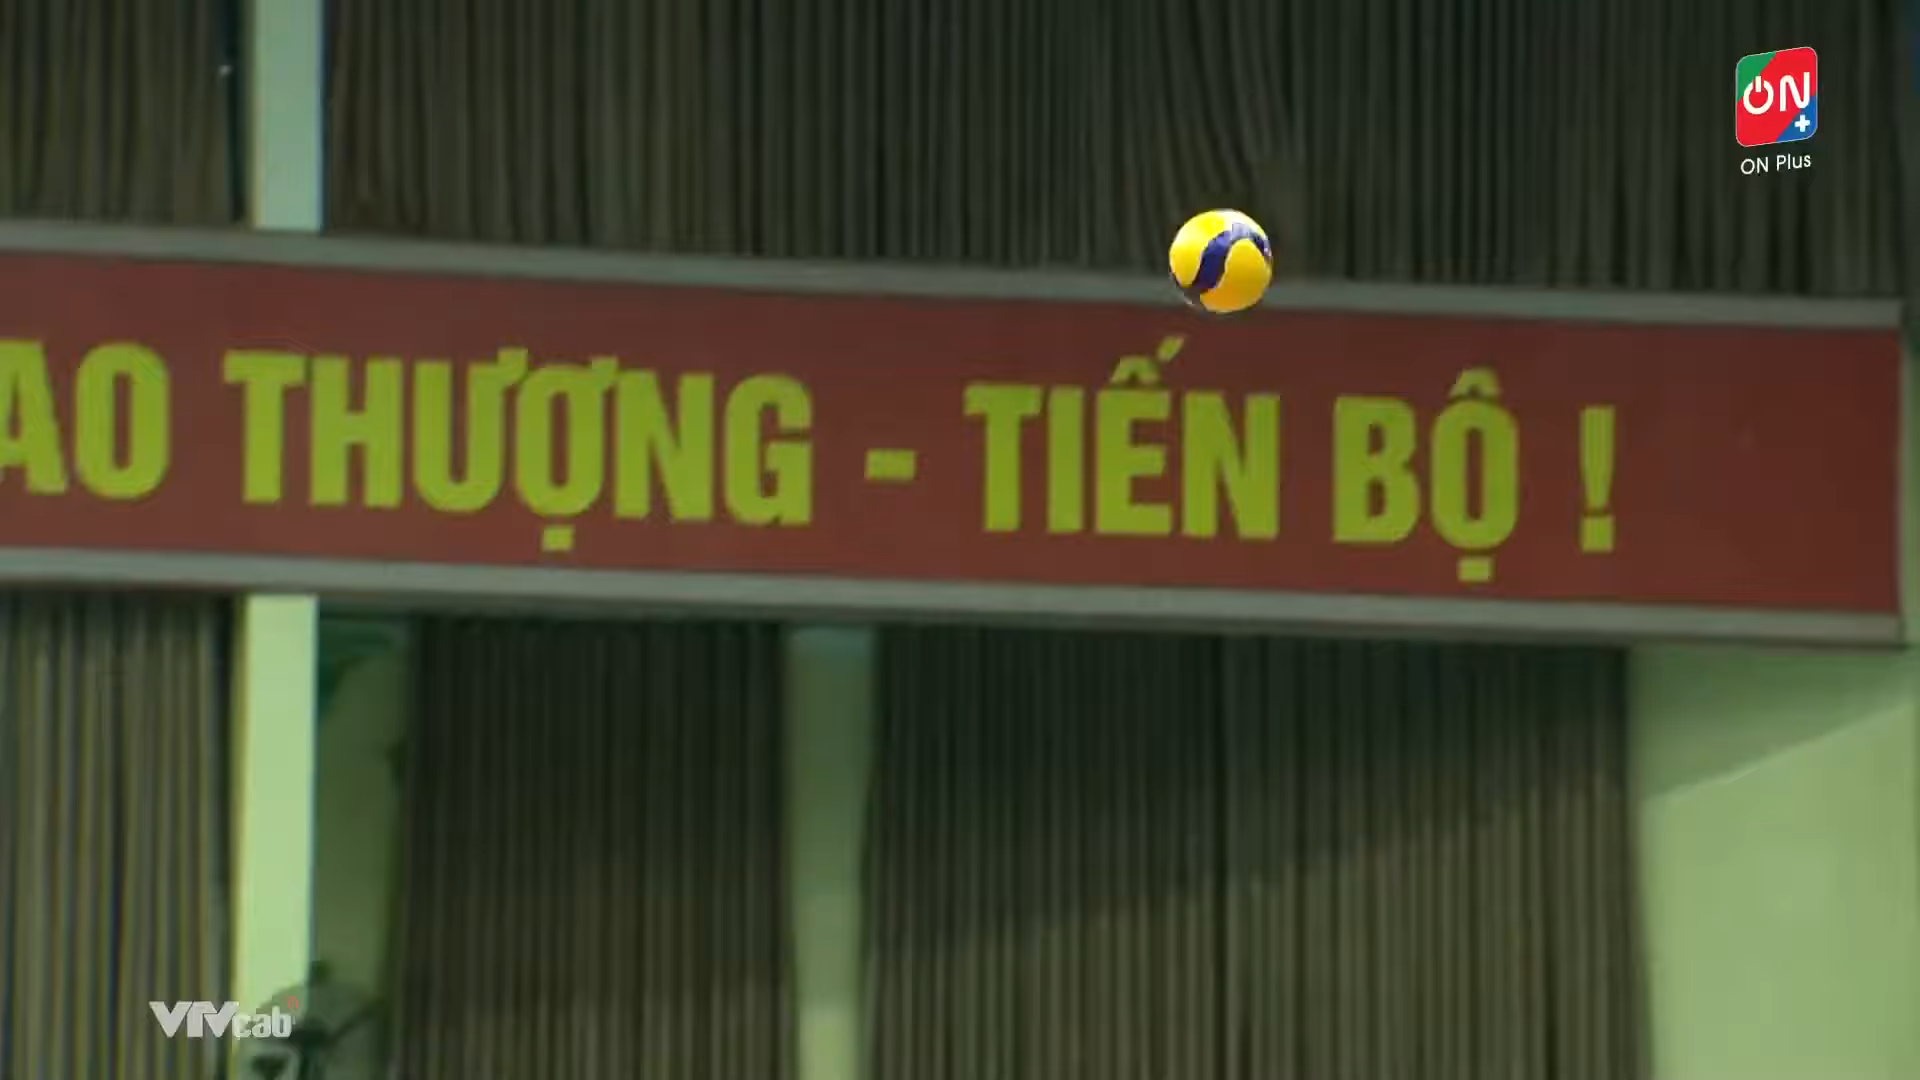 ON
ON Plus
AO THƯỢNG - TIẾN BỘ !
VTVcab